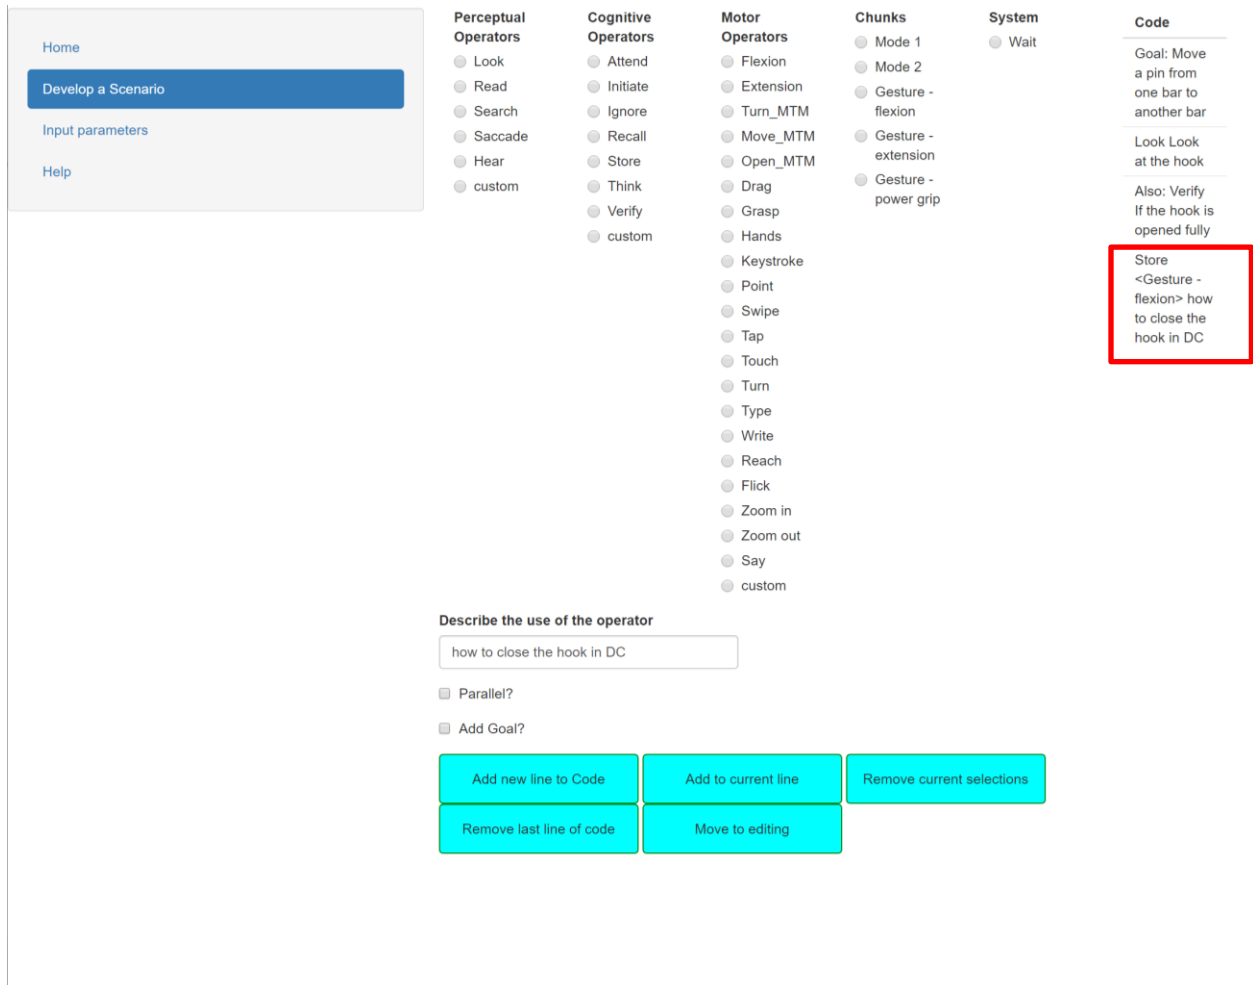 Home
Develop a Scenario
Input parameters
Help
Perceptual
Operators
Look
Read
Search
Saccade
Hear
custom
Cognitive
Operators
Attend
Initiate
Ignore
Recall
Store
Think
Verify
custom
Motor
Operators
Flexion
Extension
Turn_MTM
Move_MTM
Open_MTM
Drag
Grasp
Hands
Keystroke
Point
Swipe
Tap
Touch
Turn
Type
Write
Reach
Flick
Zoom in
Zoom out
Say
custom
Chunks
Mode 1
Mode 2
Gesture -
flexion
Gesture -
extension
Gesture -
power grip
System
Wait
Code
Goal: Move
a pin from
one bar to
another bar
Look Look
at the hook
Also: Verify
If the hook is
opened fully
Store
<Gesture -
flexion> how
to close the
hook in DC
Describe the use of the operator
how to close the hook in DC
Parallel?
Add Goal?
Add new line to Code
Add to current line
Remove current selections
Remove last line of code
Move to editing